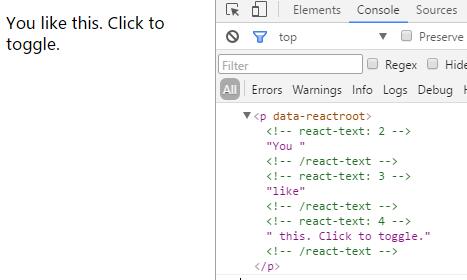 You like this. Click to
toggle.
Elements Console Sources
top Preserve
Filter Regex Hide
All Errors Warnings Info Logs Debug
<p data-reactroot>
<!-- react-text: 2 -->
"You "
<!-- /react-text -->
<!-- react-text: 3 -->
"like"
<!-- /react-text -->
<!-- react-text: 4 -->
" this. Click to toggle."
<!-- /react-text -->
</p>